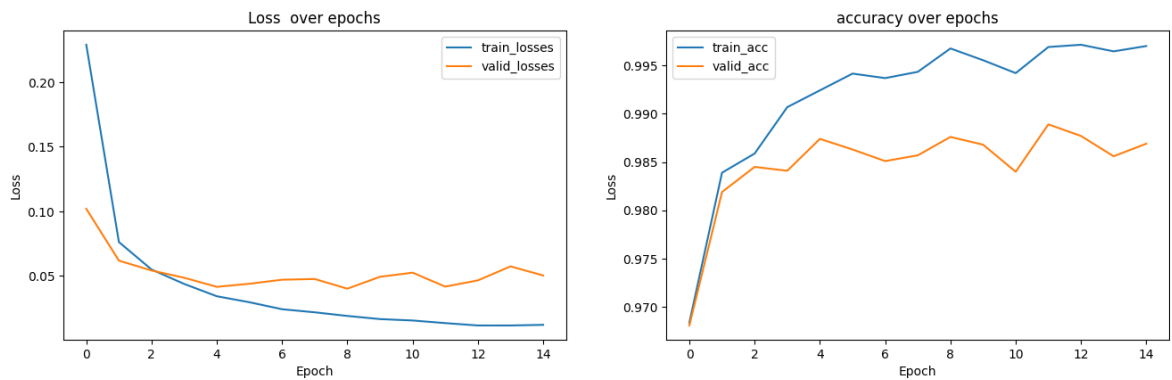 Loss  over epochs
Loss
0.20
0.15
0.10
0.05
train_losses
valid_losses
0 2 4 6 8 10 12 14
Epoch
accuracy over epochs
Loss
0.995
0.990
0.985
0.980
0.975
0.970
train_acc
valid_acc
0 2 4 6 8 10 12 14
Epoch